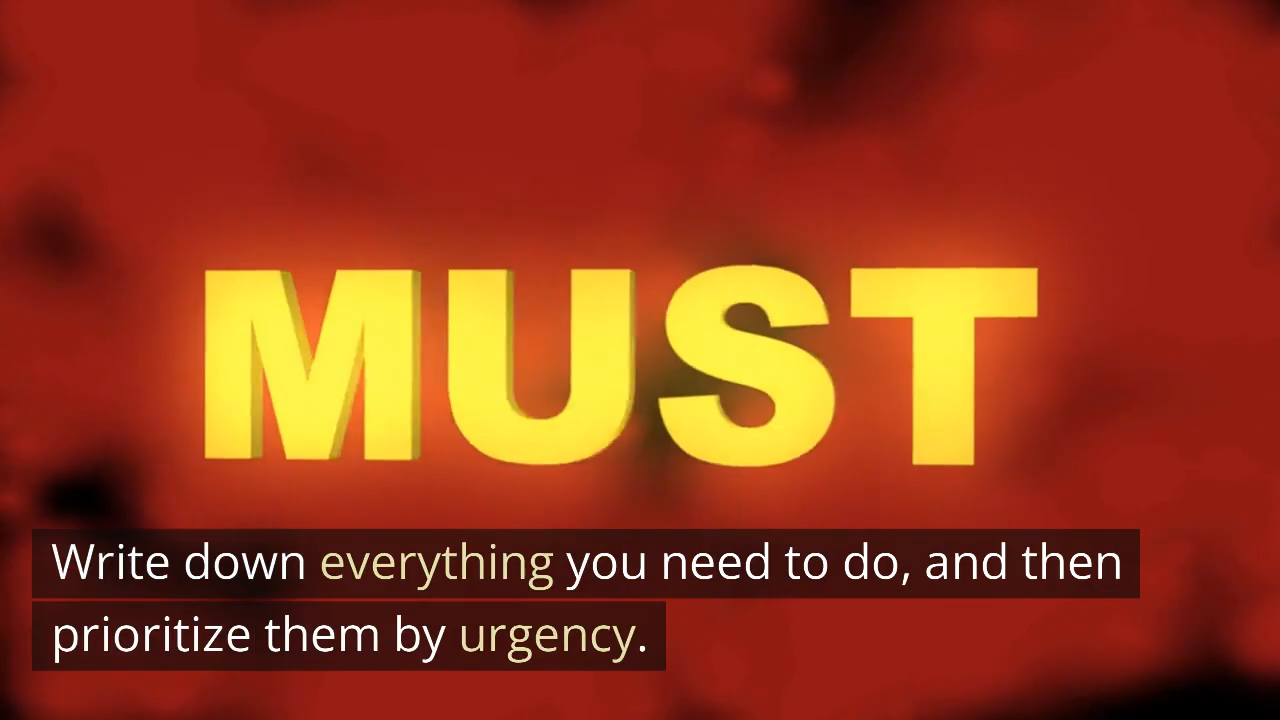 MUST
Write down everything you need to do, and then
prioritize them by urgency.